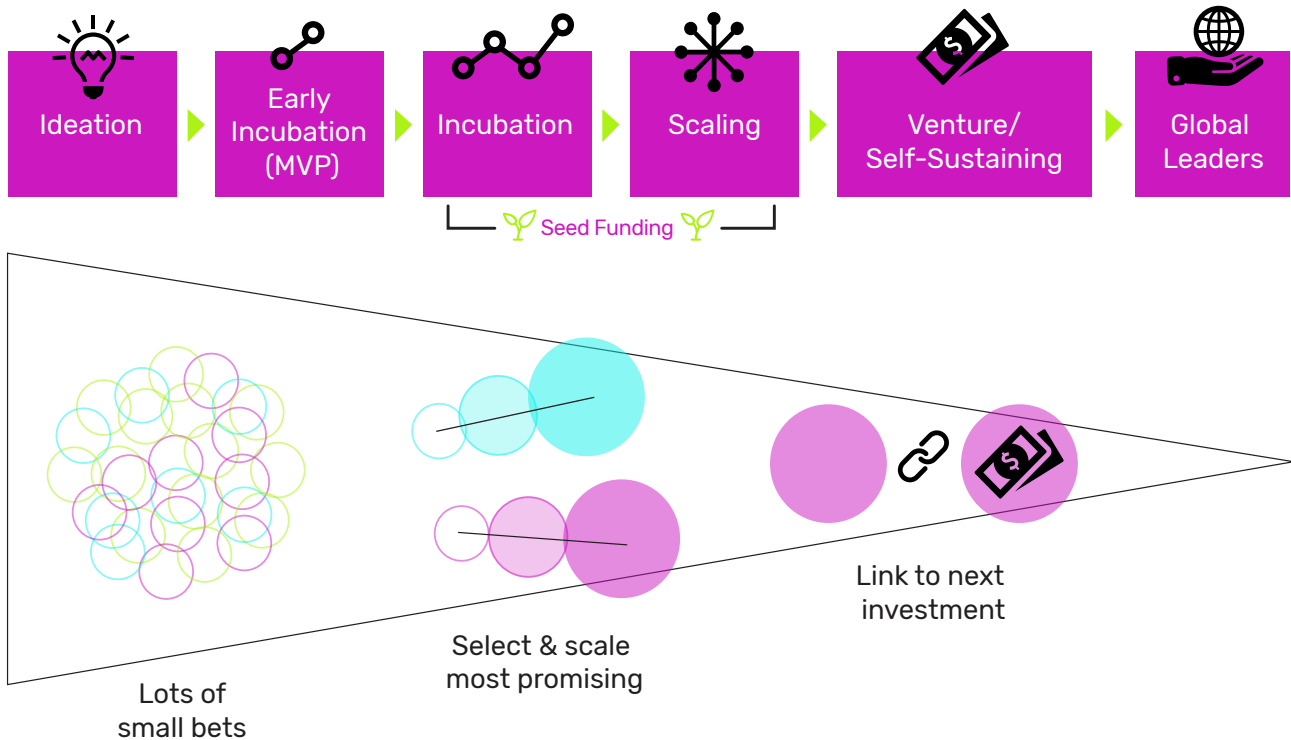 Ideation
Early
Incubation
(MVP)
Incubation
Scaling
Venture/
Self-Sustaining
Global
Leaders
Seed Funding
$
$
Lots of
small bets
Select & scale
most promising
Link to next
investment